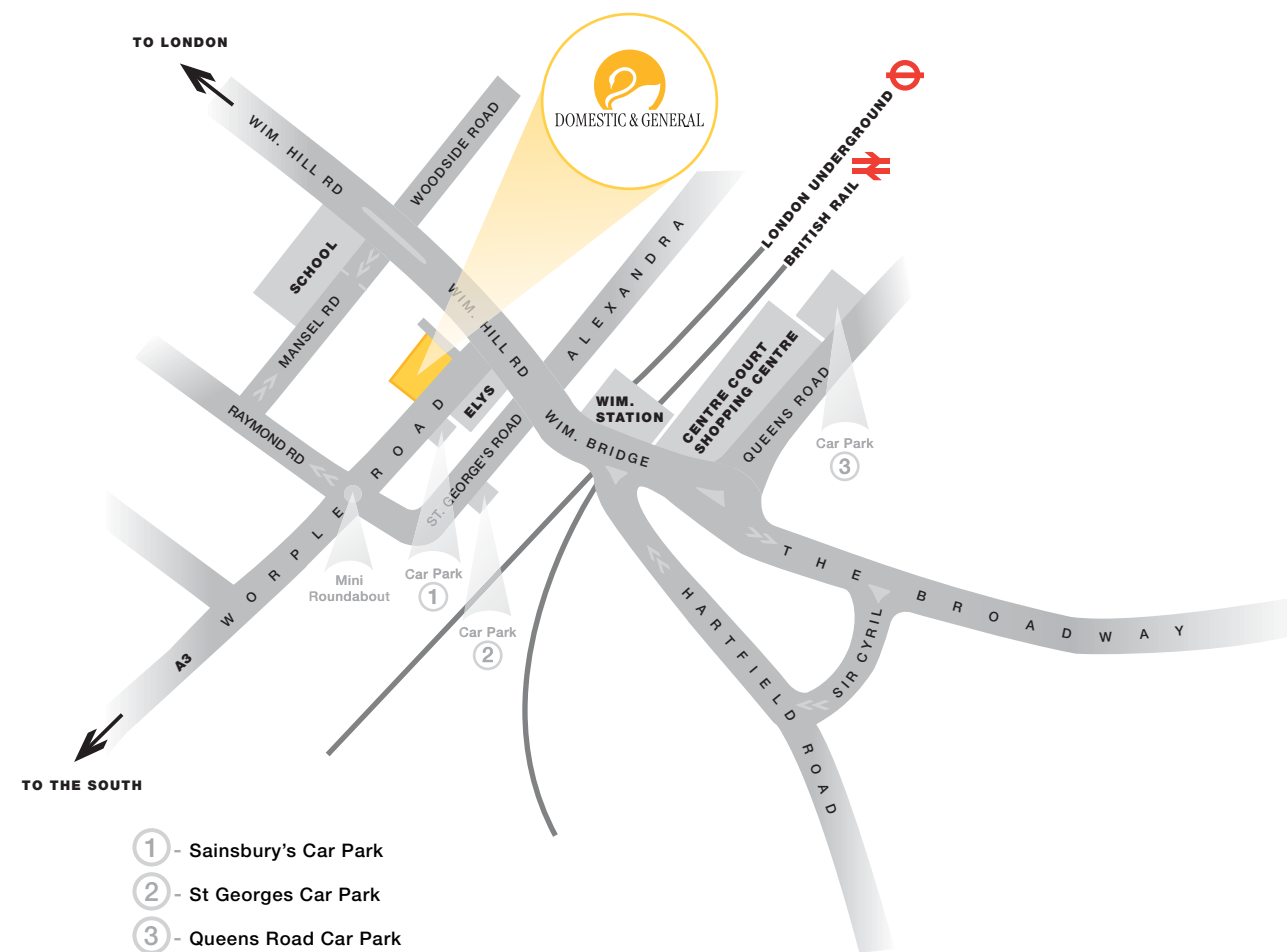 TO LONDON
WIM. HILL RD
WOODSIDE ROAD
DOMESTIC & GENERAL
LONDON UNDERGROUND
BRITISH RAIL
SCHOOL
MANSEL RD
WIM. HILL RD
ALEXANDRA
RAYMOND RD
ELYS
WIM.
STATION
CENTRE COURT
SHOPPING CENTRE
QUEENS ROAD
Car Park
3
WIM. BRIDGE
ST. GEORGE'S ROAD
WORPLE ROAD
Mini
Roundabout
Car Park
1
Car Park
2
THE BROADWAY
HARTFIELD ROAD
SIR CYRIL
A3
TO THE SOUTH
1 - Sainsbury's Car Park
2 - St Georges Car Park
3 - Queens Road Car Park